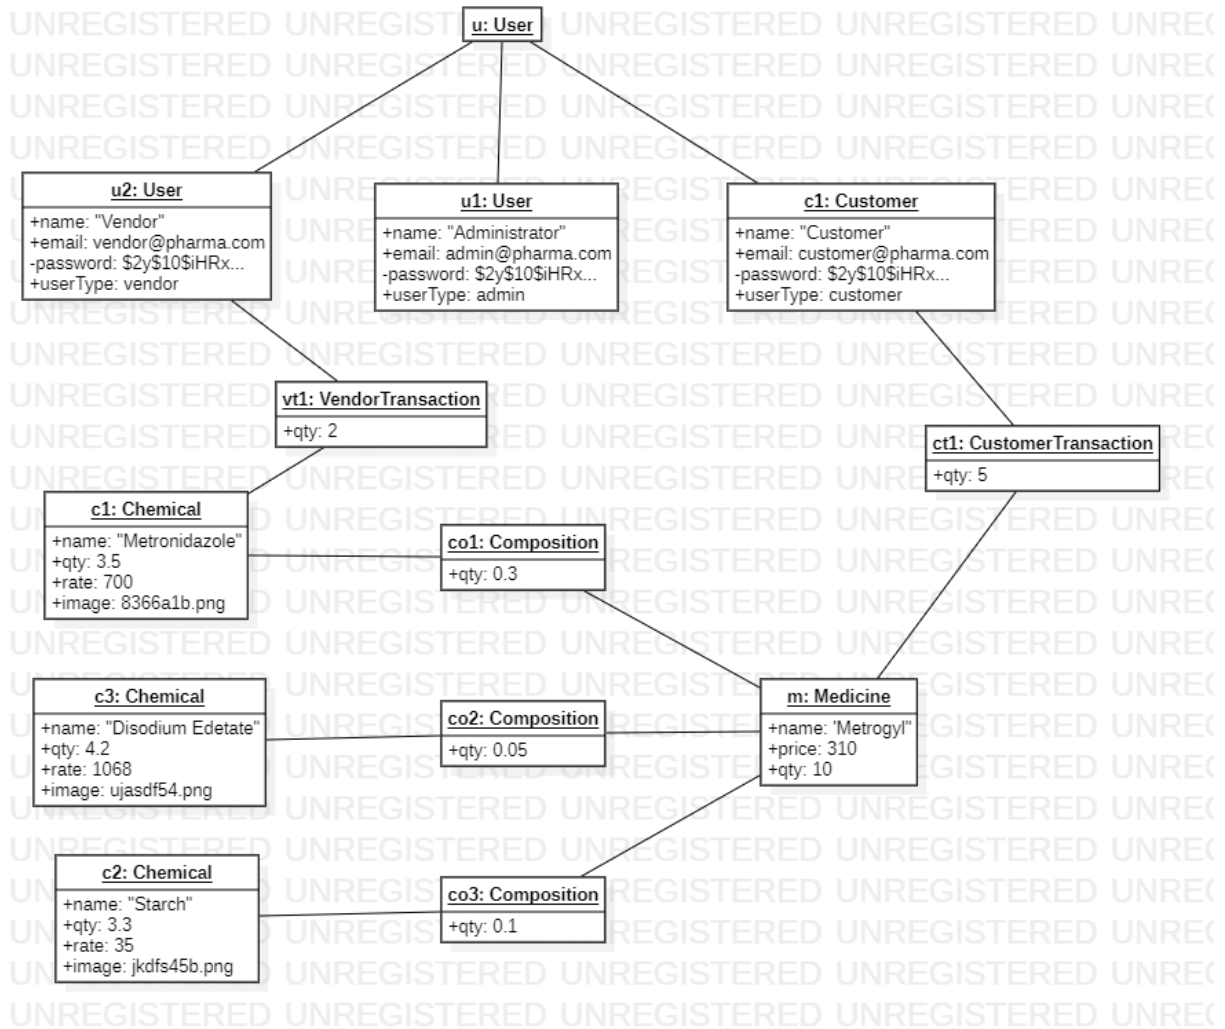 u: User
u2: User
+name: "Vendor"
+email: vendor@pharma.com
-password: $2y$10$iHRx...
+userType: vendor
u1: User
+name: "Administrator"
+email: admin@pharma.com
-password: $2y$10$iHRx...
+userType: admin
c1: Customer
+name: "Customer"
+email: customer@pharma.com
-password: $2y$10$iHRx...
+userType: customer
vt1: VendorTransaction
+qty: 2
ct1: CustomerTransaction
+qty: 5
c1: Chemical
+name: "Metronidazole"
+qty: 3.5
+rate: 700
+image: 8366a1b.png
co1: Composition
+qty: 0.3
c3: Chemical
+name: "Disodium Edetate"
+qty: 4.2
+rate: 1068
+image: ujasdf54.png
co2: Composition
+qty: 0.05
m: Medicine
+name: 'Metrogyl"
+price: 310
+qty: 10
c2: Chemical
+name: "Starch"
+qty: 3.3
+rate: 35
+image: jkdfs45b.png
co3: Composition
+qty: 0.1
UNREGISTERED